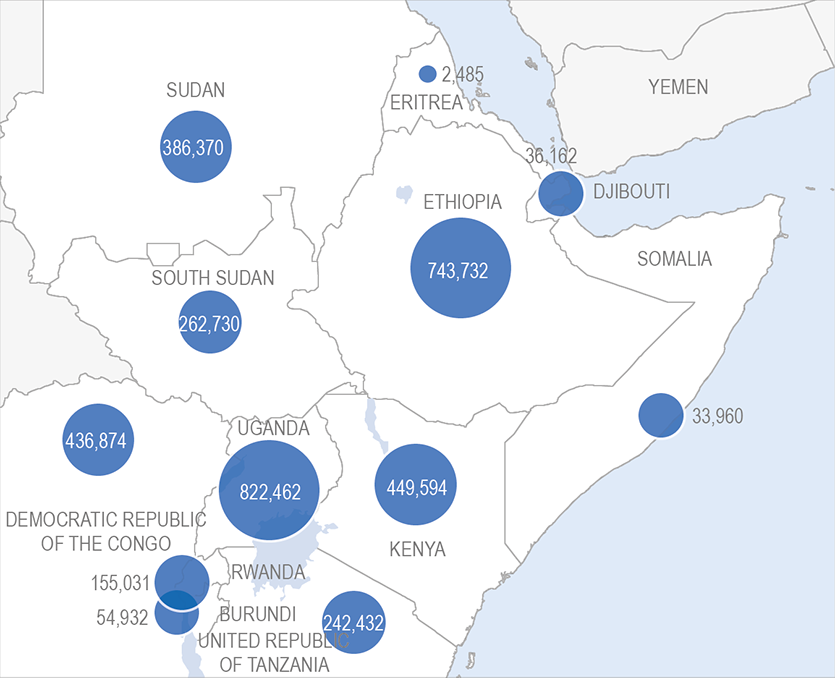 2,485
SUDAN
YEMEN
ERITREA
386,370
36,162
DJIBOUTI
ETHIOPIA
SOMALIA
743,732
SOUTH SUDAN
262,730
33,960
UGANDA
436,874
449,594
822,462
DEMOCRATIC REPUBLIC
OF THE CONGO
KENYA
155,031
RWANDA
54,932
BURUNDI
242,432
UNITED REPUBLIC
OF TANZANIA